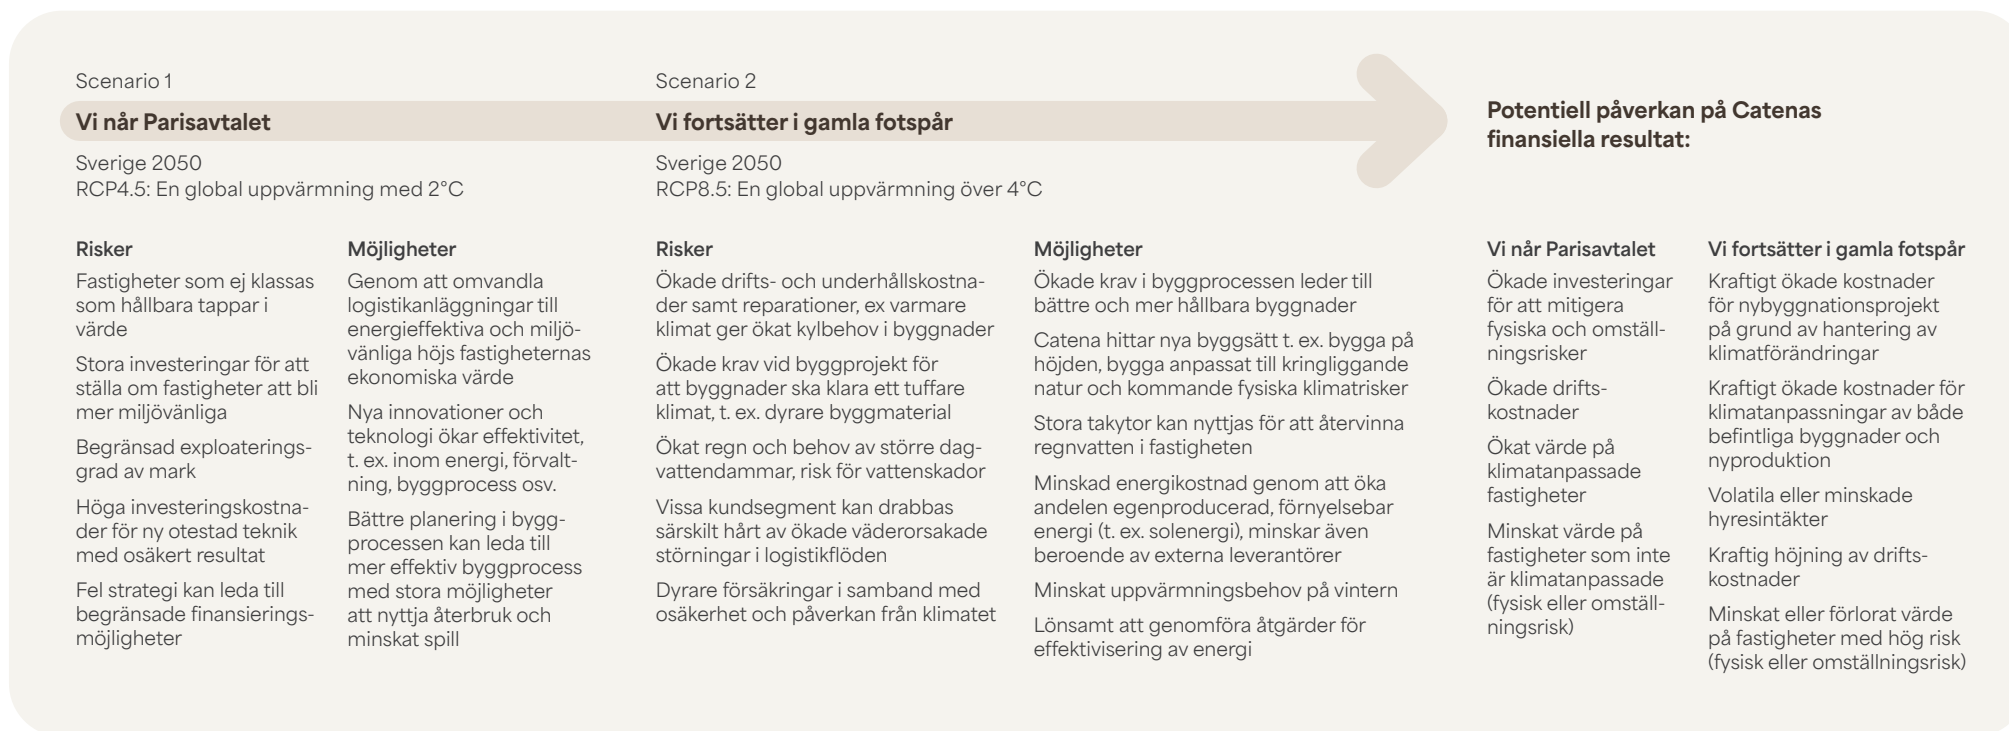 Scenario 1
Vi når Parisavtalet
Sverige 2050
RCP4.5: En global uppvärmning med 2°C
Scenario 2
Vi fortsätter i gamla fotspår
Sverige 2050
RCP8.5: En global uppvärmning över 4°C
Potentiell påverkan på Catenas
finansiella resultat:
Risker
Fastigheter som ej klassas
som hållbara tappar i
värde
Stora investeringar för att
ställa om fastigheter att bli
mer miljövänliga
Begränsad exploaterings-
grad av mark
Höga investeringskostna-
der för ny otestad teknik
med osäkert resultat
Fel strategi kan leda till
begränsade finansierings-
möjligheter
Möjligheter
Genom att omvandla
logistikanläggningar till
energieffektiva och miljö-
vänliga höjs fastigheternas
ekonomiska värde
Nya innovationer och
teknologi ökar effektivitet,
t. ex. inom energi, förvalt-
ning, byggprocess osv.
Bättre planering i bygg-
processen kan leda till
mer effektiv byggprocess
med stora möjligheter
att nyttja återbruk och
minskat spill
Risker
Ökade drifts- och underhållskostna-
der samt reparationer, ex varmare
klimat ger ökat kylbehov i byggnader
Ökade krav vid byggprojekt för
att byggnader ska klara ett tuffare
klimat, t. ex. dyrare byggmaterial
Ökat regn och behov av större dag-
vattendammar, risk för vattenskador
Vissa kundsegment kan drabbas
särskilt hårt av ökade väderorsakade
störningar i logistikflöden
Dyrare försäkringar i samband med
osäkerhet och påverkan från klimatet
Möjligheter
Ökade krav i byggprocessen leder till
bättre och mer hållbara byggnader
Catena hittar nya byggsätt t. ex. bygga på
höjden, bygga anpassat till kringliggande
natur och kommande fysiska klimatrisker
Stora takytor kan nyttjas för att återvinna
regnvatten i fastigheten
Minskad energikostnad genom att öka
andelen egenproducerad, förnyelsebar
energi (t. ex. solenergi), minskar även
beroende av externa leverantörer
Minskat uppvärmningsbehov på vintern
Lönsamt att genomföra åtgärder för
effektivisering av energi
Vi når Parisavtalet
Ökade investeringar
för att mitigera
fysiska och omställ-
ningsrisker
Ökade drifts-
kostnader
Ökat värde på
klimatanpassade
fastigheter
Minskat värde på
fastigheter som inte
är klimatanpassade
(fysisk eller omställ-
ningsrisk)
Vi fortsätter i gamla fotspår
Kraftigt ökade kostnader
för nybyggnationsprojekt
på grund av hantering av
klimatförändringar
Kraftigt ökade kostnader för
klimatanpassningar av både
befintliga byggnader och
nyproduktion
Volatila eller minskade
hyresintäkter
Kraftig höjning av drifts-
kostnader
Minskat eller förlorat värde
på fastigheter med hög risk
(fysisk eller omställningsrisk)